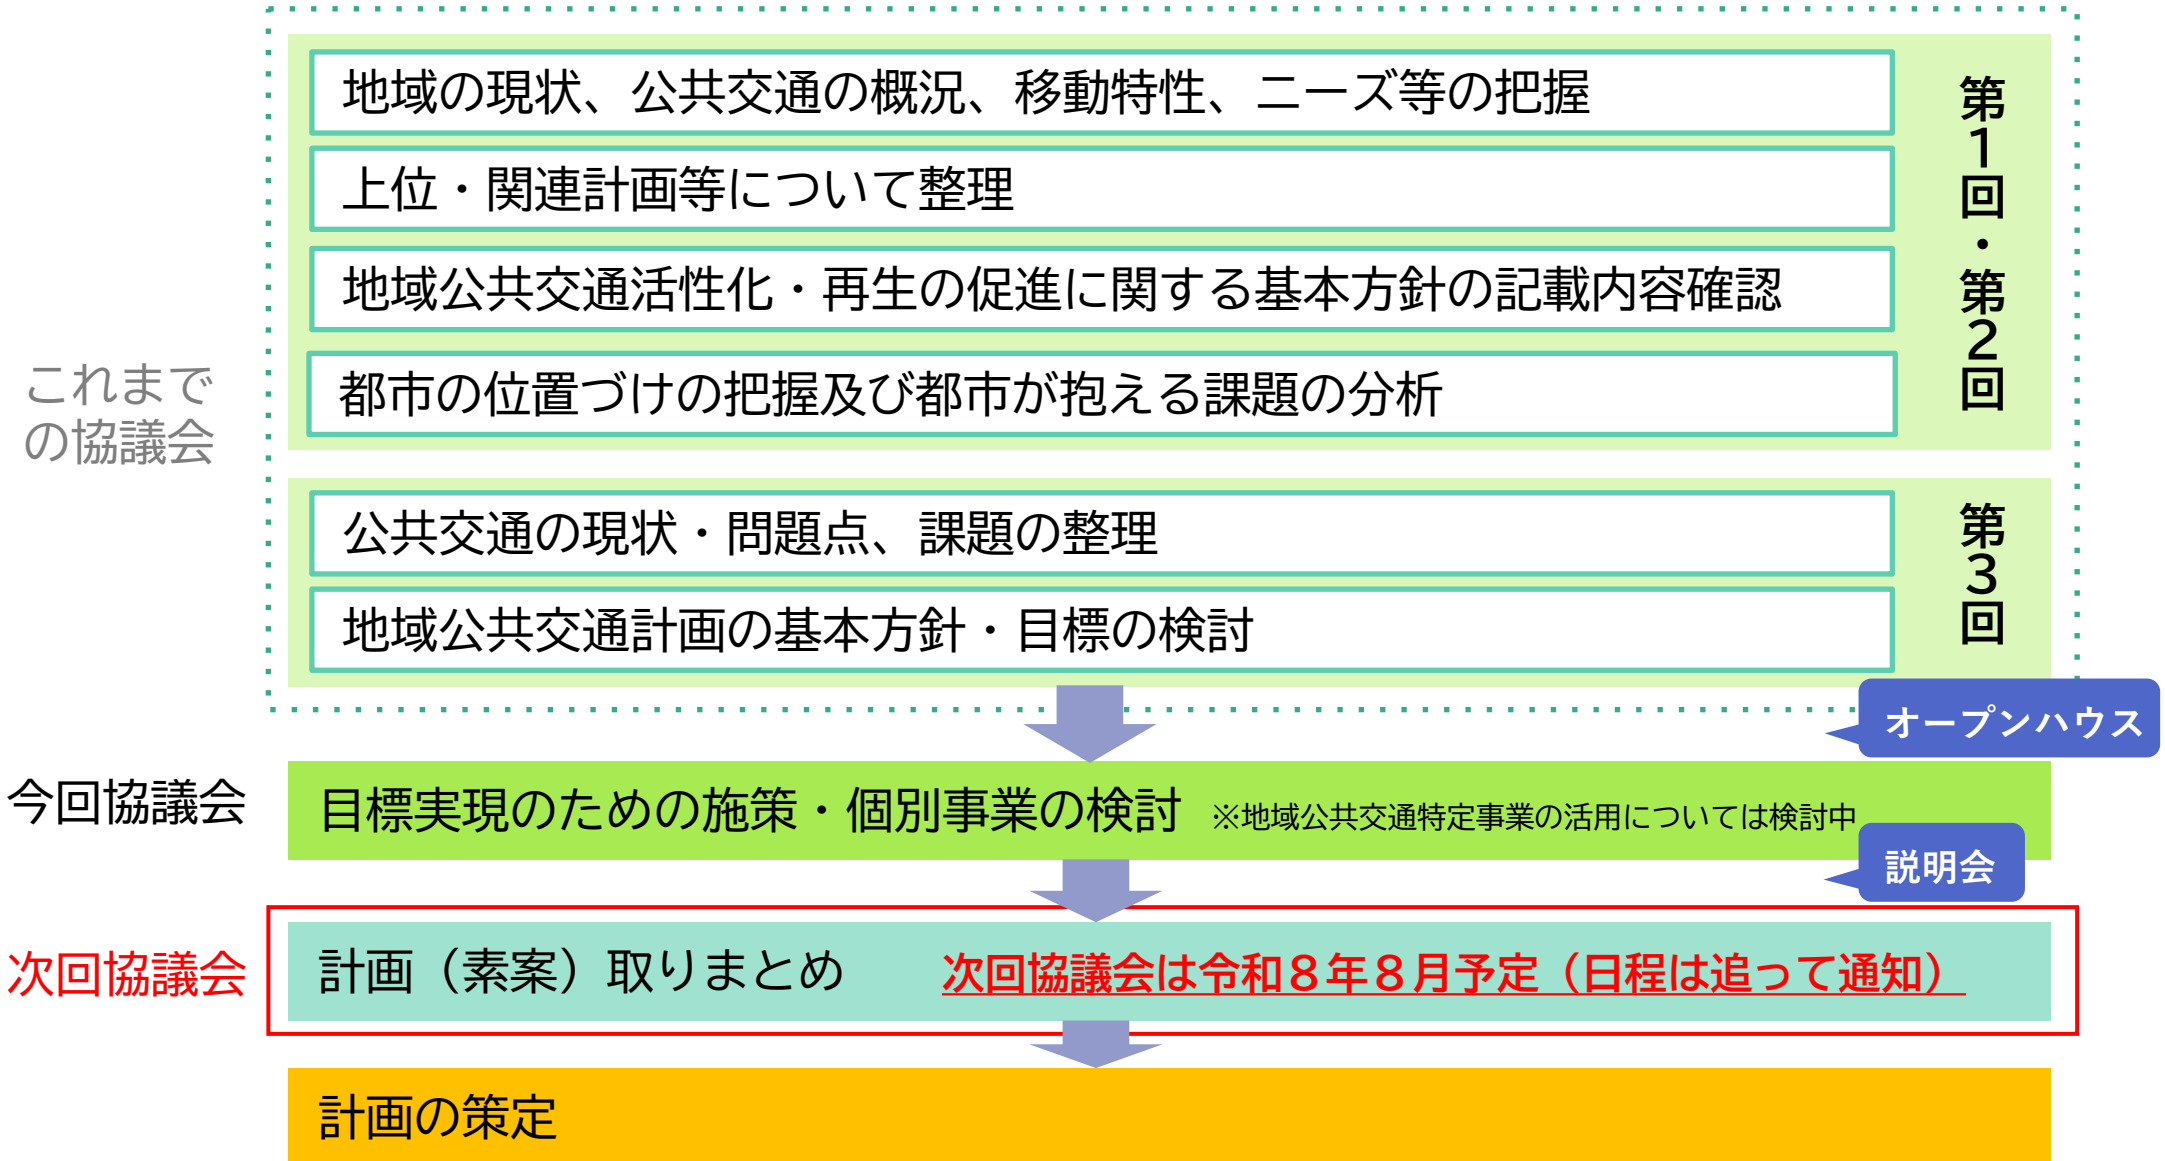 地域の現状、公共交通の概況、移動特性、ニーズ等の把握
上位・関連計画等について整理
地域公共交通活性化・再生の促進に関する基本方針の記載内容確認
都市の位置づけの把握及び都市が抱える課題の分析
第１回・第２回
これまで
の協議会
公共交通の現状・問題点、課題の整理
地域公共交通計画の基本方針・目標の検討
第３回
オープンハウス
今回協議会
目標実現のための施策・個別事業の検討 ※地域公共交通特定事業の活用については検討中
説明会
次回協議会
計画（素案）取りまとめ 次回協議会は令和８年８月予定（日程は追って通知）
計画の策定